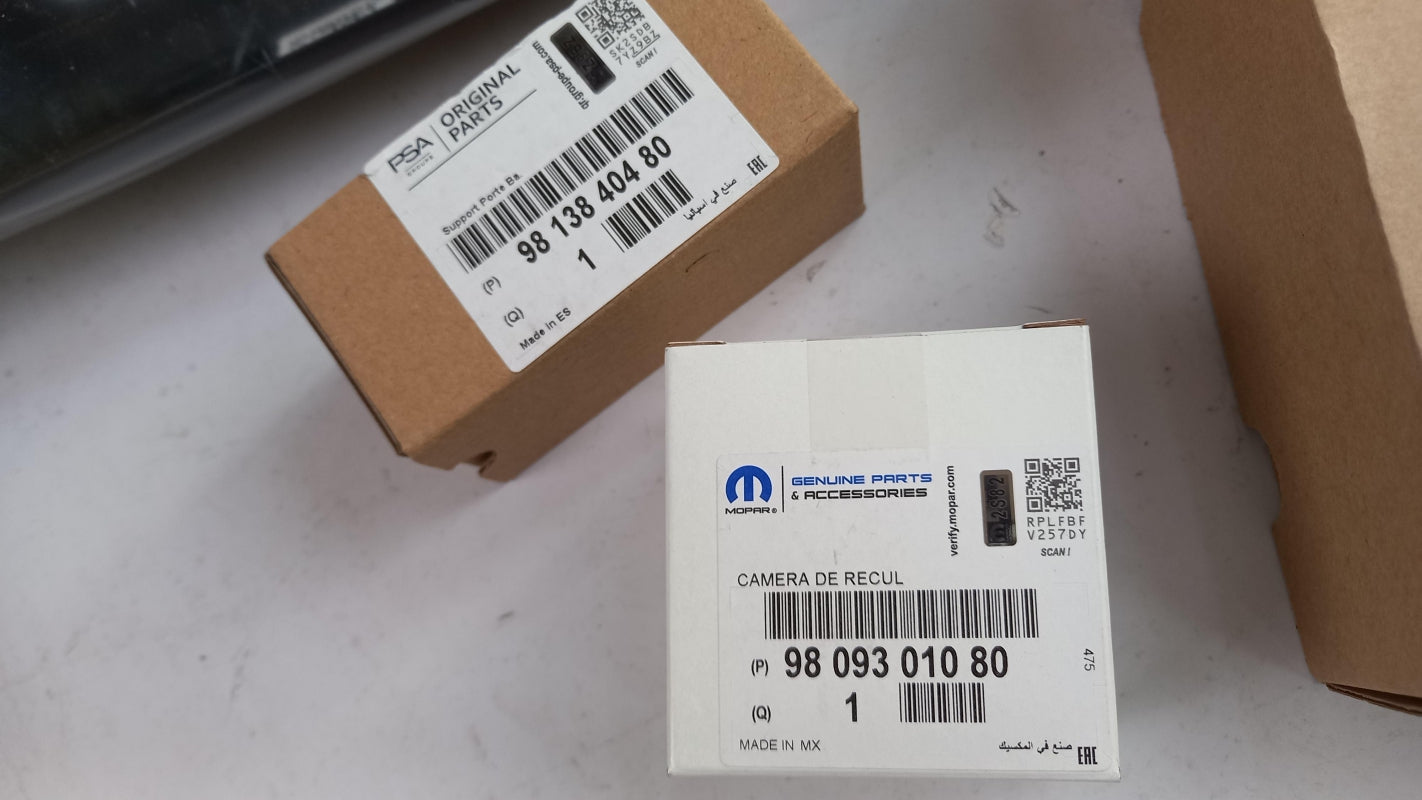 PSA
GROUPE
ORIGINAL
PARTS
qr.groupe-psa.com
SK2SDB
7YZ9BZ
SCAN!
Support Porte Ba
(P) 98 138 404 80
(Q) 1
Made in ES
صنع في اسبانيا
EAC
MOPAR®
GENUINE PARTS
& ACCESSORIES
verify.mopar.com
RPLFBF
V257DY
SCAN!
CAMERA DE RECUL
(P) 98 093 010 80
475
(Q) 1
MADE IN MX
صنع في المكسيك
EAC